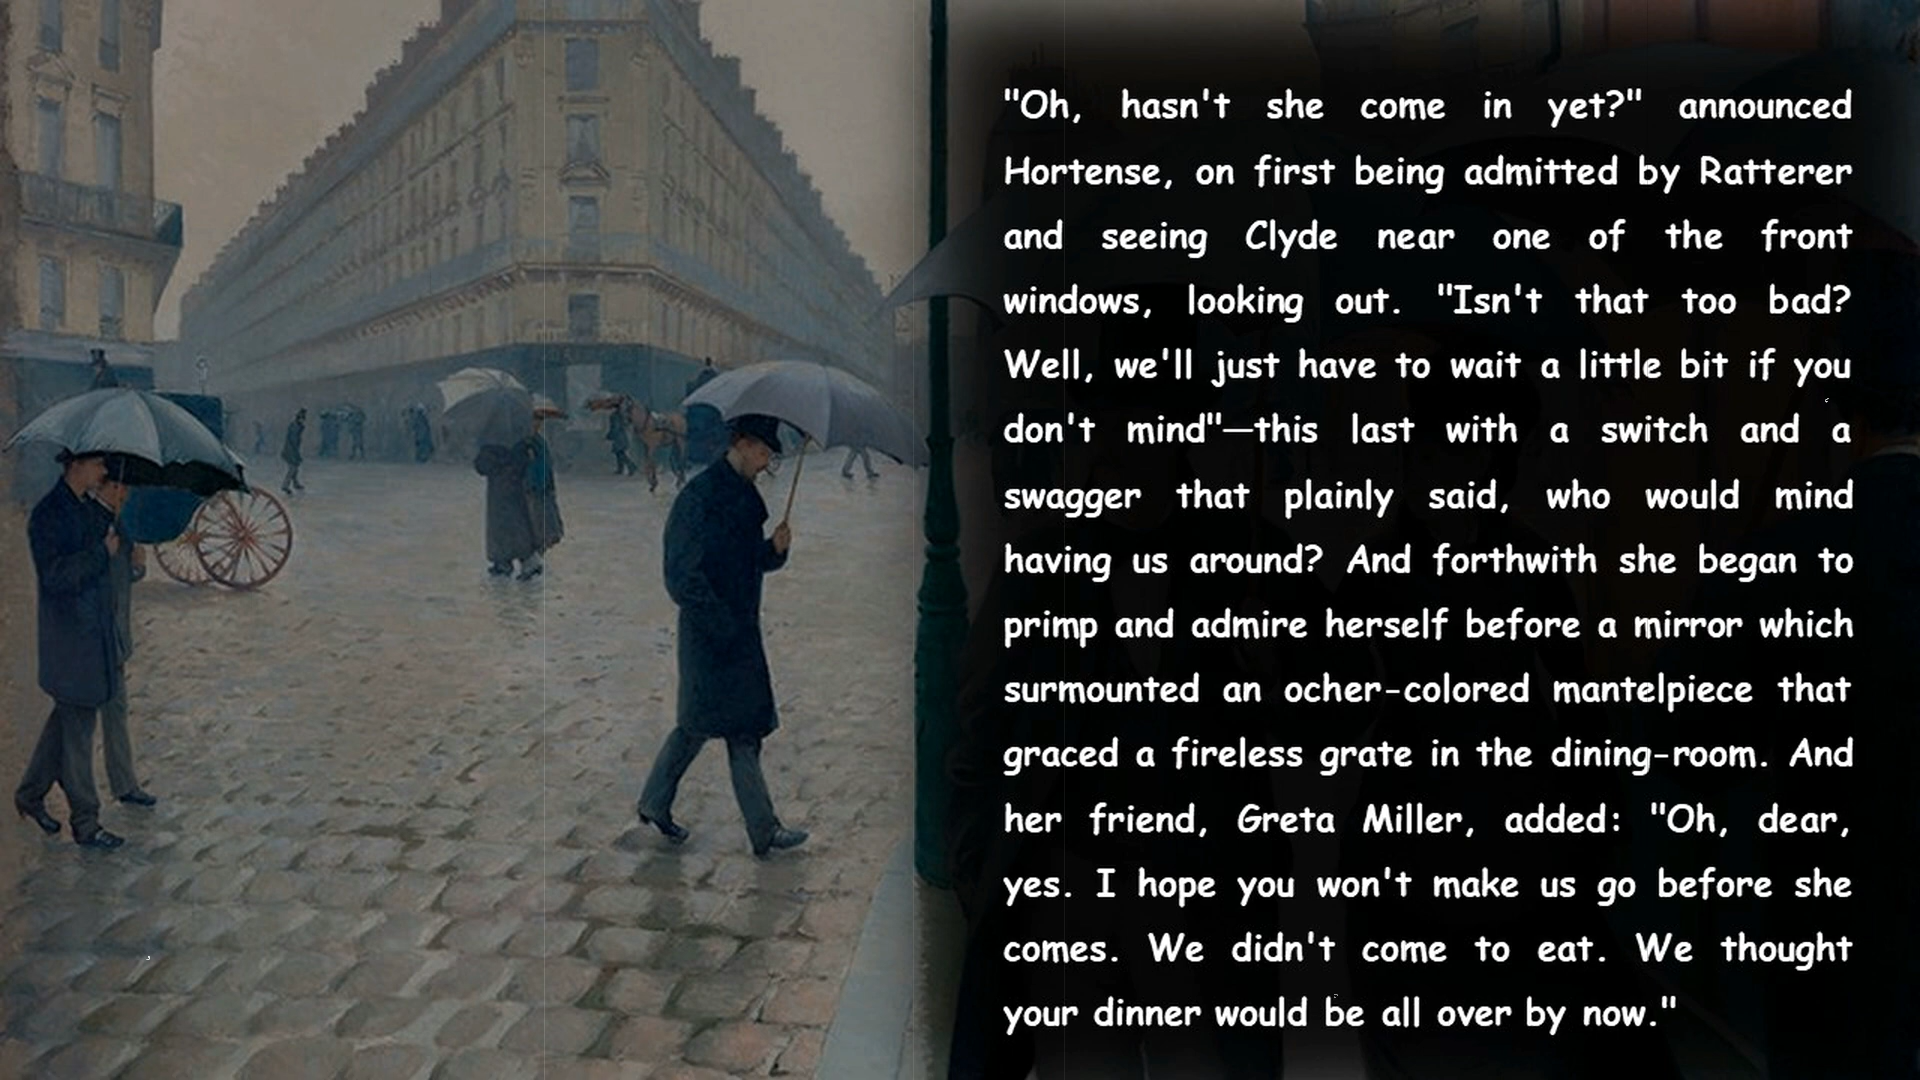 "Oh, hasn't she come in yet?" announced
Hortense, on first being admitted by Ratterer
and seeing Clyde near one of the front
windows, looking out. "Isn't that too bad?
Well, we'll just have to wait a little bit if you
don't mind"—this last with a switch and a
swagger that plainly said, who would mind
having us around? And forthwith she began to
primp and admire herself before a mirror which
surmounted an ocher-colored mantelpiece that
graced a fireless grate in the dining-room. And
her friend, Greta Miller, added: "Oh, dear,
yes. I hope you won't make us go before she
comes. We didn't come to eat. We thought
your dinner would be all over by now."